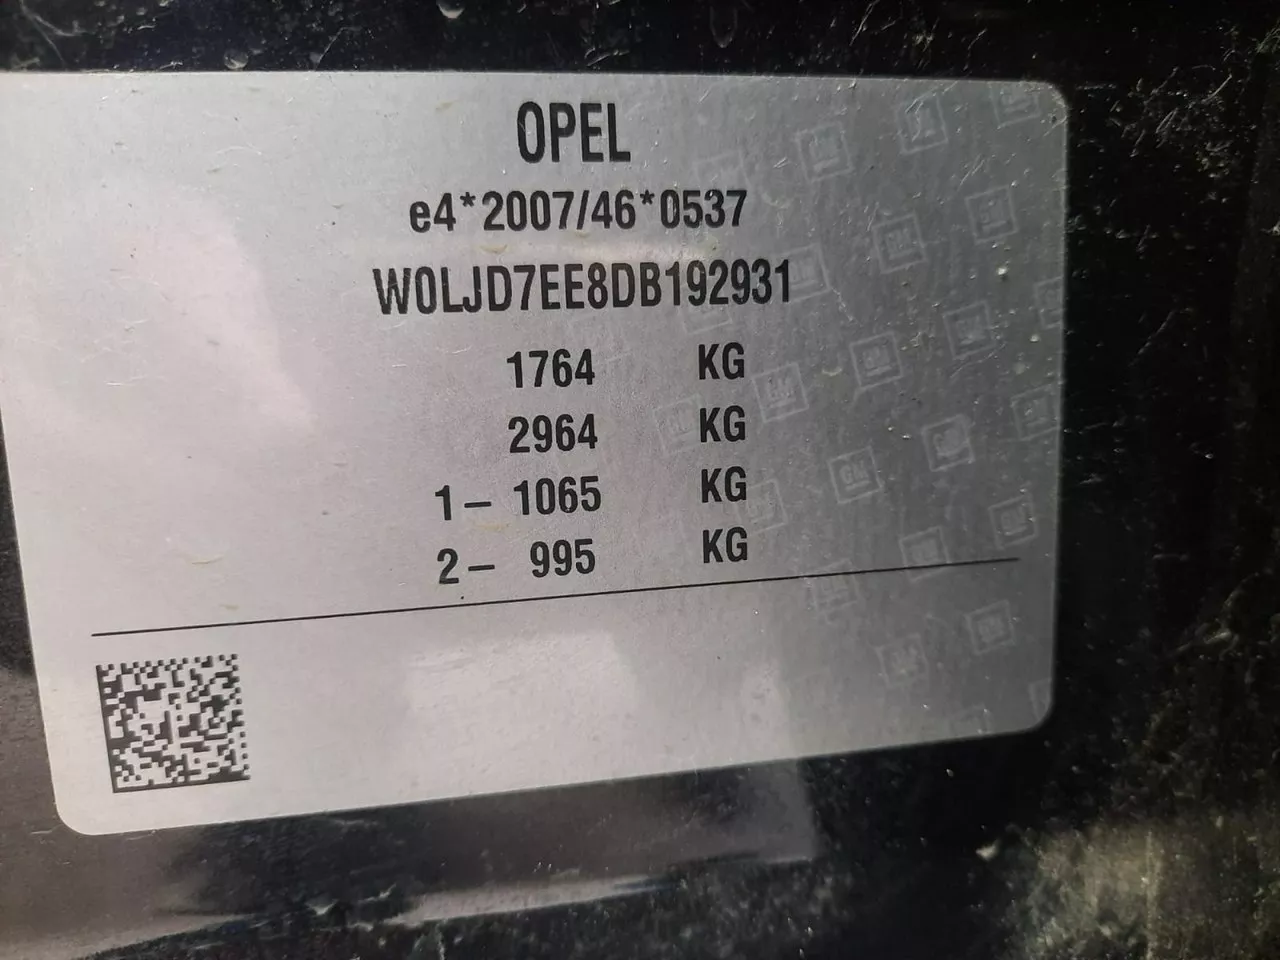 OPEL
e4*2007/46*0537
W0LJD7EE8DB192931
1764 KG
2964 KG
1- 1065 KG
2- 995 KG